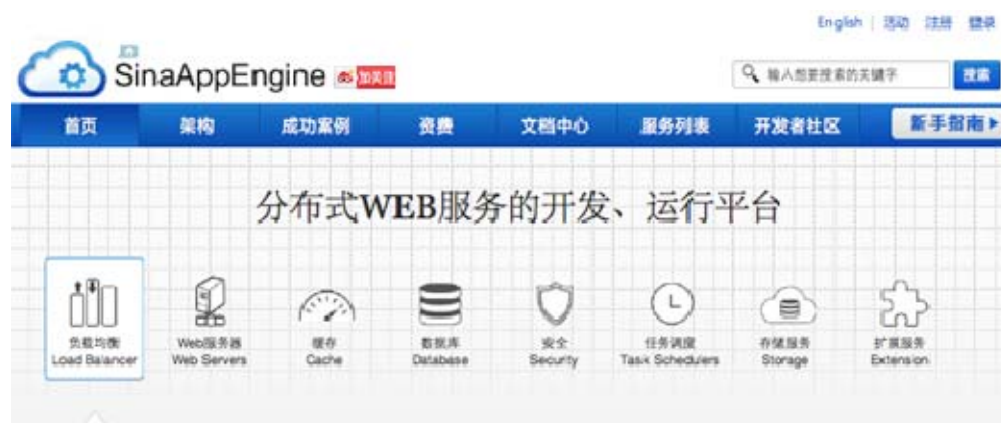 English | 活动 注册 登录
SinaAppEngine 加关注
输入想要搜索的关键字 搜索
首页 架构 成功案例 资费 文档中心 服务列表 开发者社区 新手指南
分布式WEB服务的开发、运行平台
负载均衡 Web服务器 缓存 数据库 安全 任务调度 存储服务 扩展服务
Load Balancer Web Servers Cache Database Security Task Schedulers Storage Extension